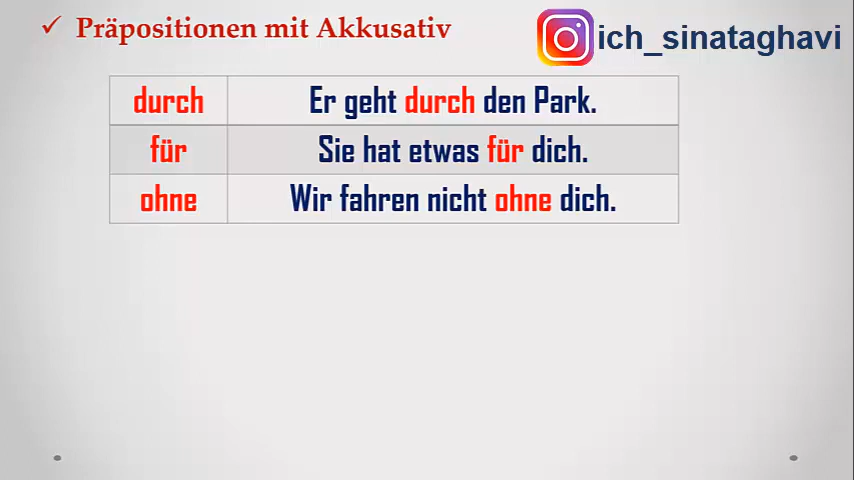 ✓ Präpositionen mit Akkusativ
ich_sinataghavi
durch Er geht durch den Park.
für Sie hat etwas für dich.
ohne Wir fahren nicht ohne dich.